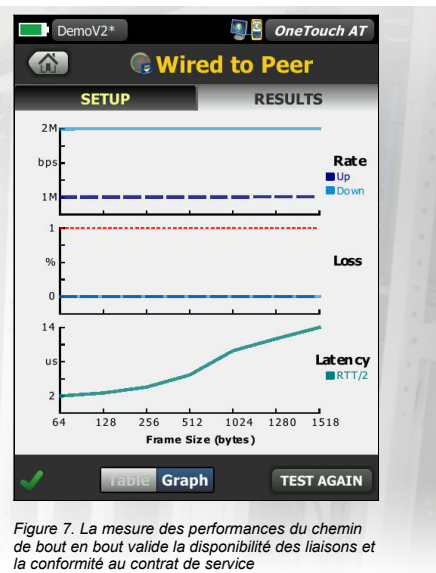 DemoV2*
OneTouch AT
Wired to Peer
SETUP
RESULTS
2M
bps
1M
Rate
Up
Down
1
%
0
Loss
14
us
2
Latency
RTT/2
64 128 256 512 1024 1280 1518
Frame Size (bytes)
Table Graph
TEST AGAIN
Figure 7. La mesure des performances du chemin
de bout en bout valide la disponibilité des liaisons et
la conformité au contrat de service